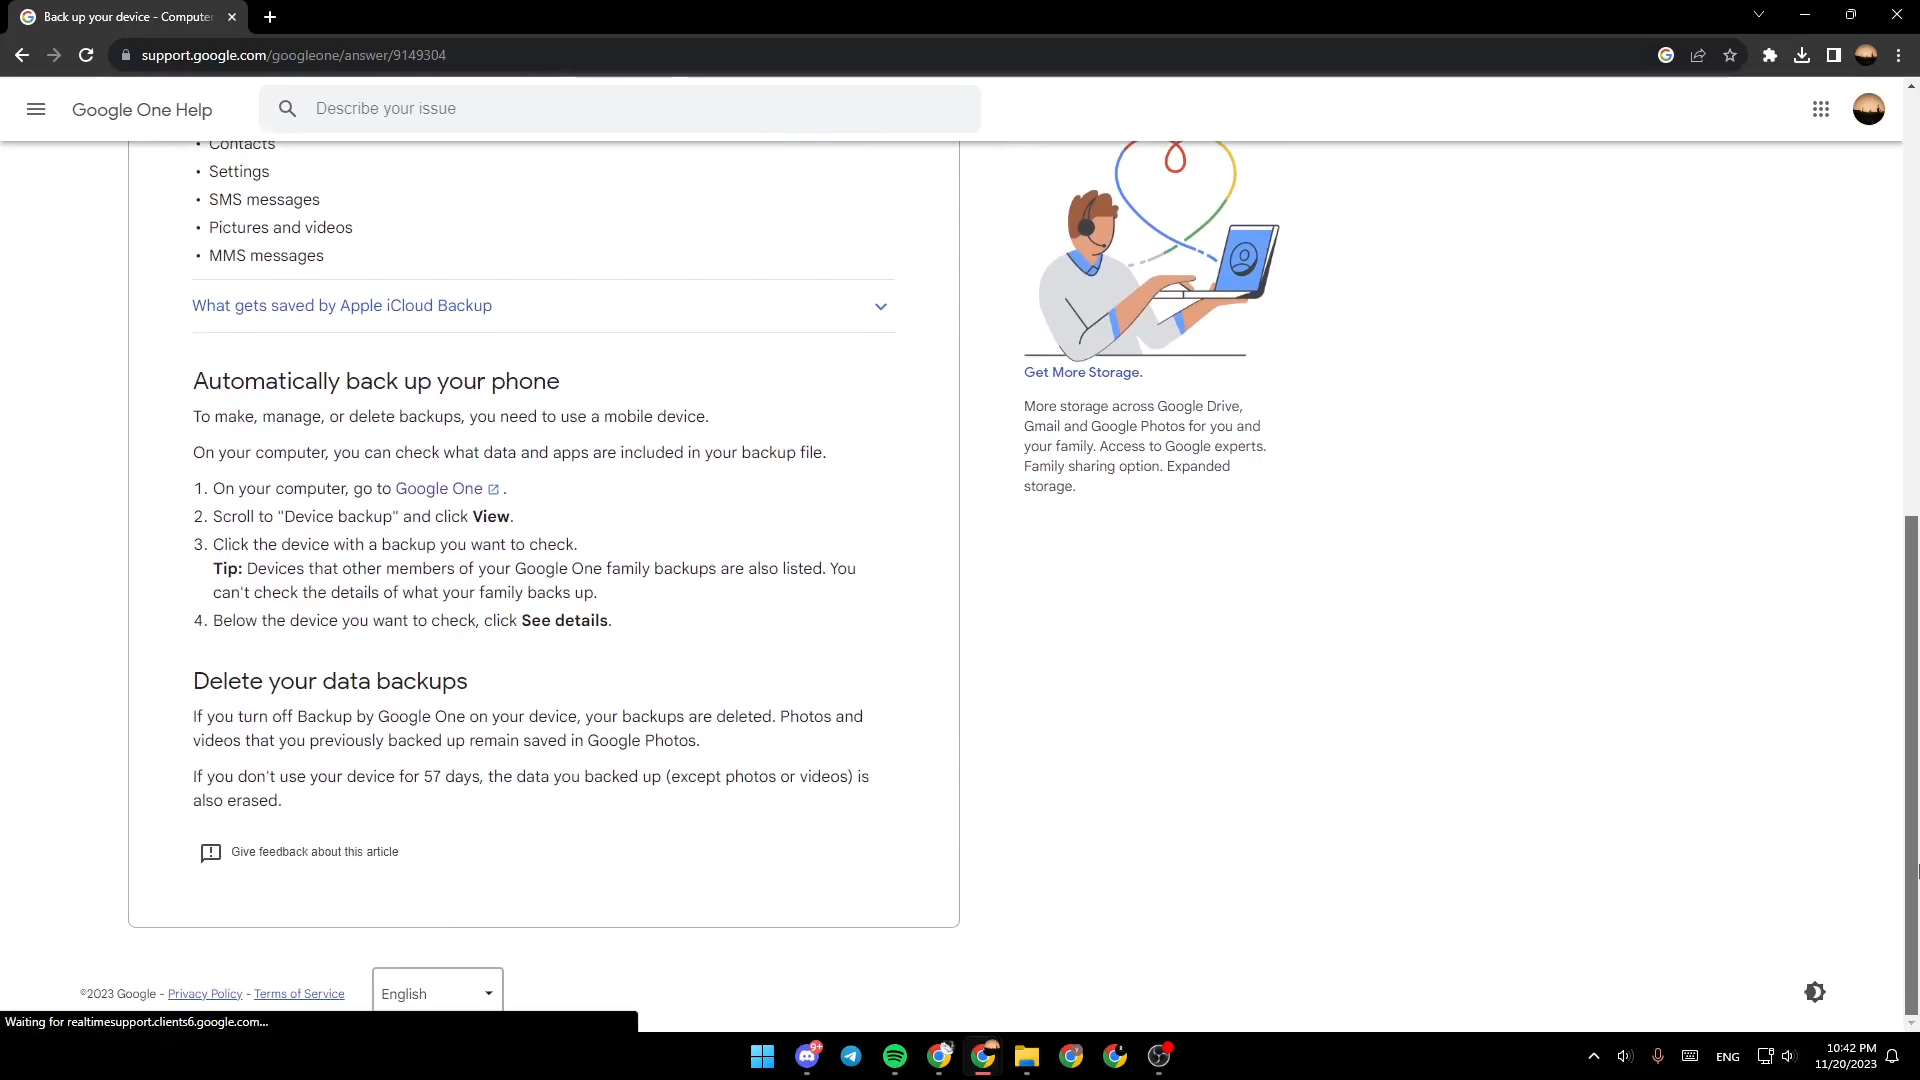 Back up your device - Computer
support.google.com/googleone/answer/9149304
Google One Help
Describe your issue
• Contacts
• Settings
• SMS messages
• Pictures and videos
• MMS messages
What gets saved by Apple iCloud Backup
Automatically back up your phone
To make, manage, or delete backups, you need to use a mobile device.
On your computer, you can check what data and apps are included in your backup file.
1. On your computer, go to Google One .
2. Scroll to "Device backup" and click View.
3. Click the device with a backup you want to check.
Tip: Devices that other members of your Google One family backups are also listed. You
can't check the details of what your family backs up.
4. Below the device you want to check, click See details.
Delete your data backups
If you turn off Backup by Google One on your device, your backups are deleted. Photos and
videos that you previously backed up remain saved in Google Photos.
If you don't use your device for 57 days, the data you backed up (except photos or videos) is
also erased.
Give feedback about this article
Get More Storage.
More storage across Google Drive,
Gmail and Google Photos for you and
your family. Access to Google experts.
Family sharing option. Expanded
storage.
©2023 Google - Privacy Policy - Terms of Service
English
Waiting for realtimesupport.clients6.google.com...
9+
ENG
10:42 PM
11/20/2023